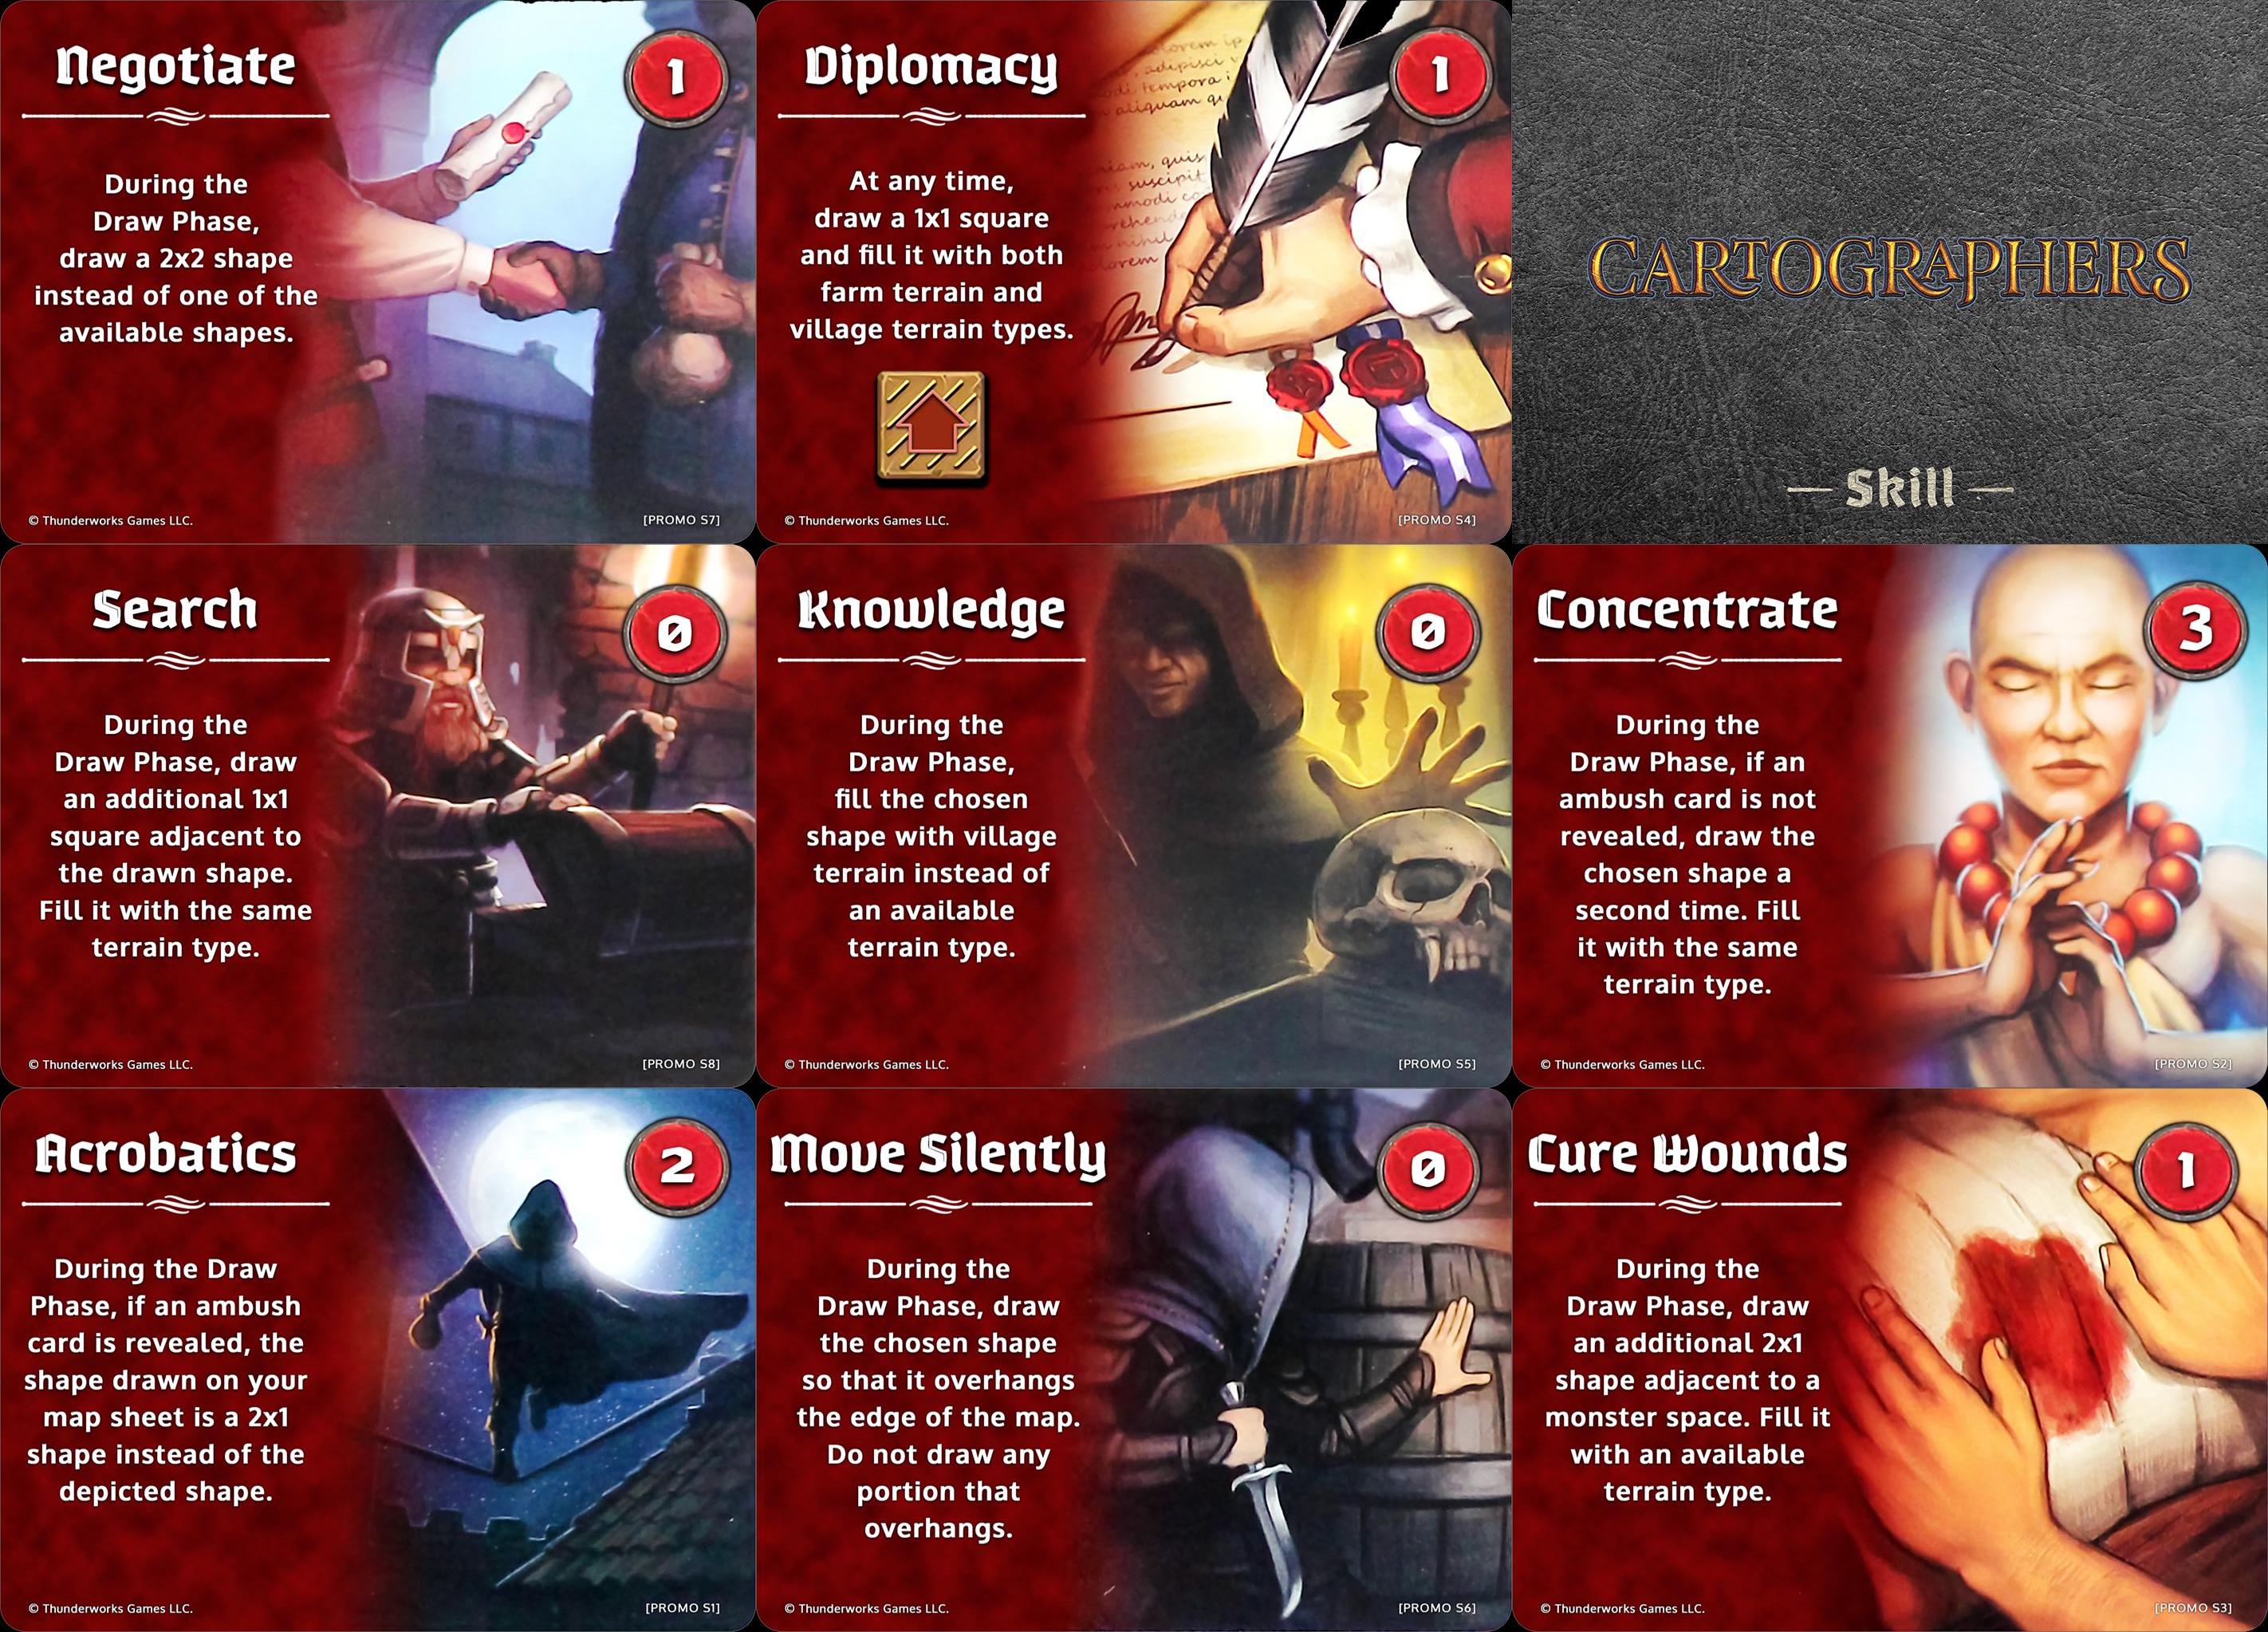 Negotiate
1
During the
Draw Phase,
draw a 2x2 shape
instead of one of the
available shapes.
© Thunderworks Games LLC.
[PROMO S7]
Diplomacy
1
At any time,
draw a 1x1 square
and fill it with both
farm terrain and
village terrain types.
© Thunderworks Games LLC.
[PROMO S4]
CARTOGRAPHERS
Skill
Search
0
During the
Draw Phase, draw
an additional 1x1
square adjacent to
the drawn shape.
Fill it with the same
terrain type.
© Thunderworks Games LLC.
[PROMO S8]
Knowledge
0
During the
Draw Phase,
fill the chosen
shape with village
terrain instead of
an available
terrain type.
© Thunderworks Games LLC.
[PROMO S5]
Concentrate
3
During the
Draw Phase, if an
ambush card is not
revealed, draw the
chosen shape a
second time. Fill
it with the same
terrain type.
© Thunderworks Games LLC.
[PROMO S2]
Acrobatics
2
During the Draw
Phase, if an ambush
card is revealed, the
shape drawn on your
map sheet is a 2x1
shape instead of the
depicted shape.
© Thunderworks Games LLC.
[PROMO S1]
Move Silently
0
During the
Draw Phase, draw
the chosen shape
so that it overhangs
the edge of the map.
Do not draw any
portion that
overhangs.
© Thunderworks Games LLC.
[PROMO S6]
Cure Wounds
1
During the
Draw Phase, draw
an additional 2x1
shape adjacent to a
monster space. Fill it
with an available
terrain type.
© Thunderworks Games LLC.
[PROMO S3]